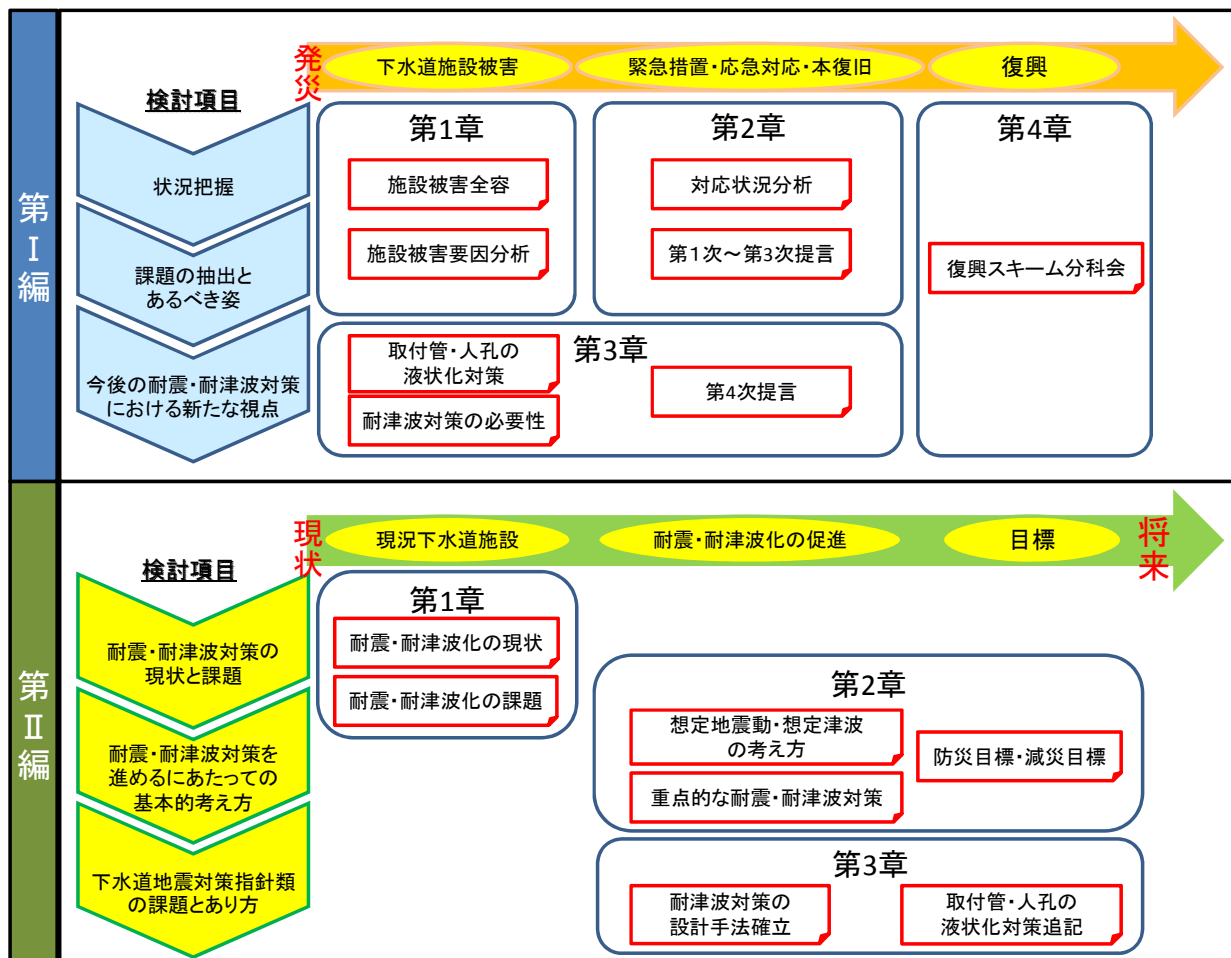 第Ⅰ編
発災
下水道施設被害
緊急措置・応急対応・本復旧
復興
検討項目
状況把握
課題の抽出と
あるべき姿
今後の耐震・耐津波対策
における新たな視点
第1章
施設被害全容
施設被害要因分析
第2章
対応状況分析
第1次～第3次提言
第4章
復興スキーム分科会
第3章
取付管・人孔の
液状化対策
耐津波対策の必要性
第4次提言
第Ⅱ編
現状
現況下水道施設
耐震・耐津波化の促進
目標
将来
検討項目
耐震・耐津波対策の
現状と課題
耐震・耐津波対策を
進めるにあたっての
基本的考え方
下水道地震対策指針類
の課題とあり方
第1章
耐震・耐津波化の現状
耐震・耐津波化の課題
第2章
想定地震動・想定津波
の考え方
重点的な耐震・耐津波対策
防災目標・減災目標
第3章
耐津波対策の
設計手法確立
取付管・人孔の
液状化対策追記